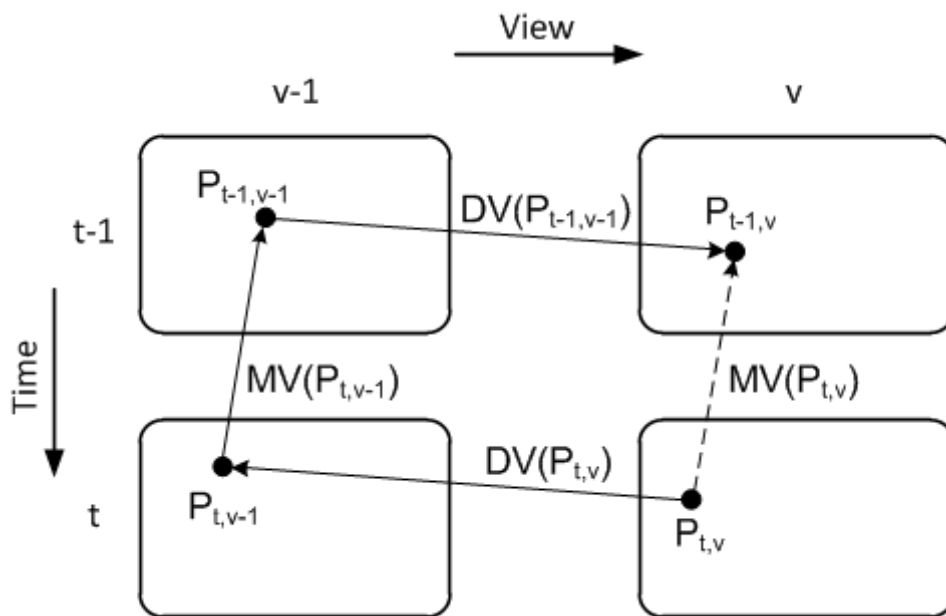 View
v-1 v
P_{t-1,v-1}
DV(P_{t-1,v-1})
P_{t-1,v}
t-1
Time
MV(P_{t,v-1})
MV(P_{t,v})
DV(P_{t,v})
P_{t,v-1}
t
P_{t,v}